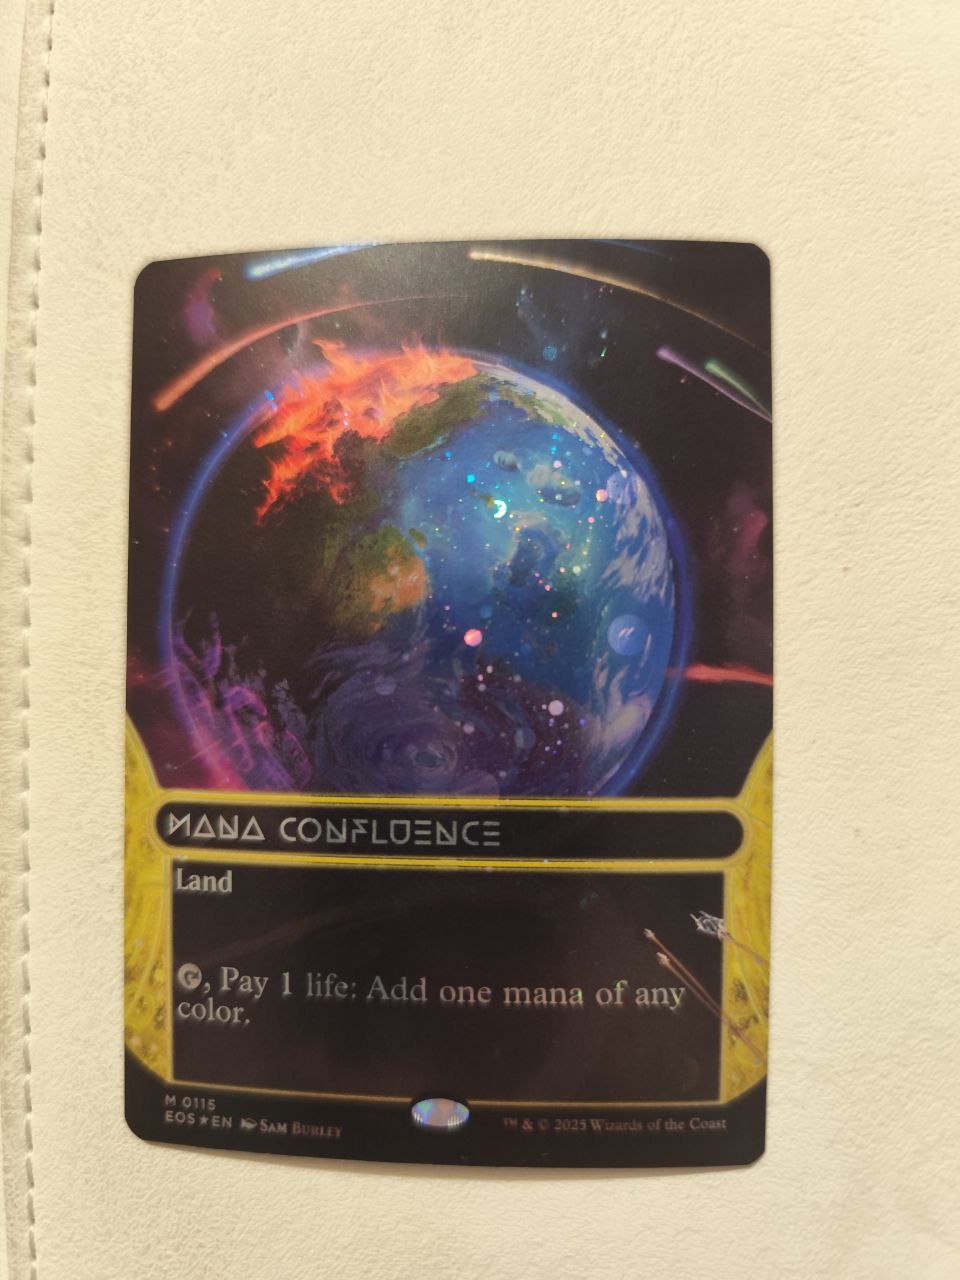 MANA CONFLUENCE
Land
, Pay 1 life: Add one mana of any
color.
M 0115
EOS★EN SAM BURLEY
™ & © 2025 Wizards of the Coast